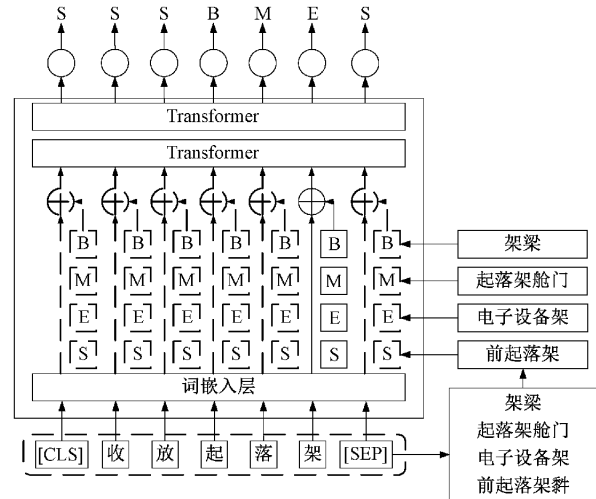 S S S B M E S
Transformer
Transformer
B B B B B B B 架梁
M M M M M M M 起落架舱门
E E E E E E E 电子设备架
S S S S S S S 前起落架
词嵌入层
[CLS] 收 放 起 落 架 [SEP]
架梁
起落架舱门
电子设备架
前起落架